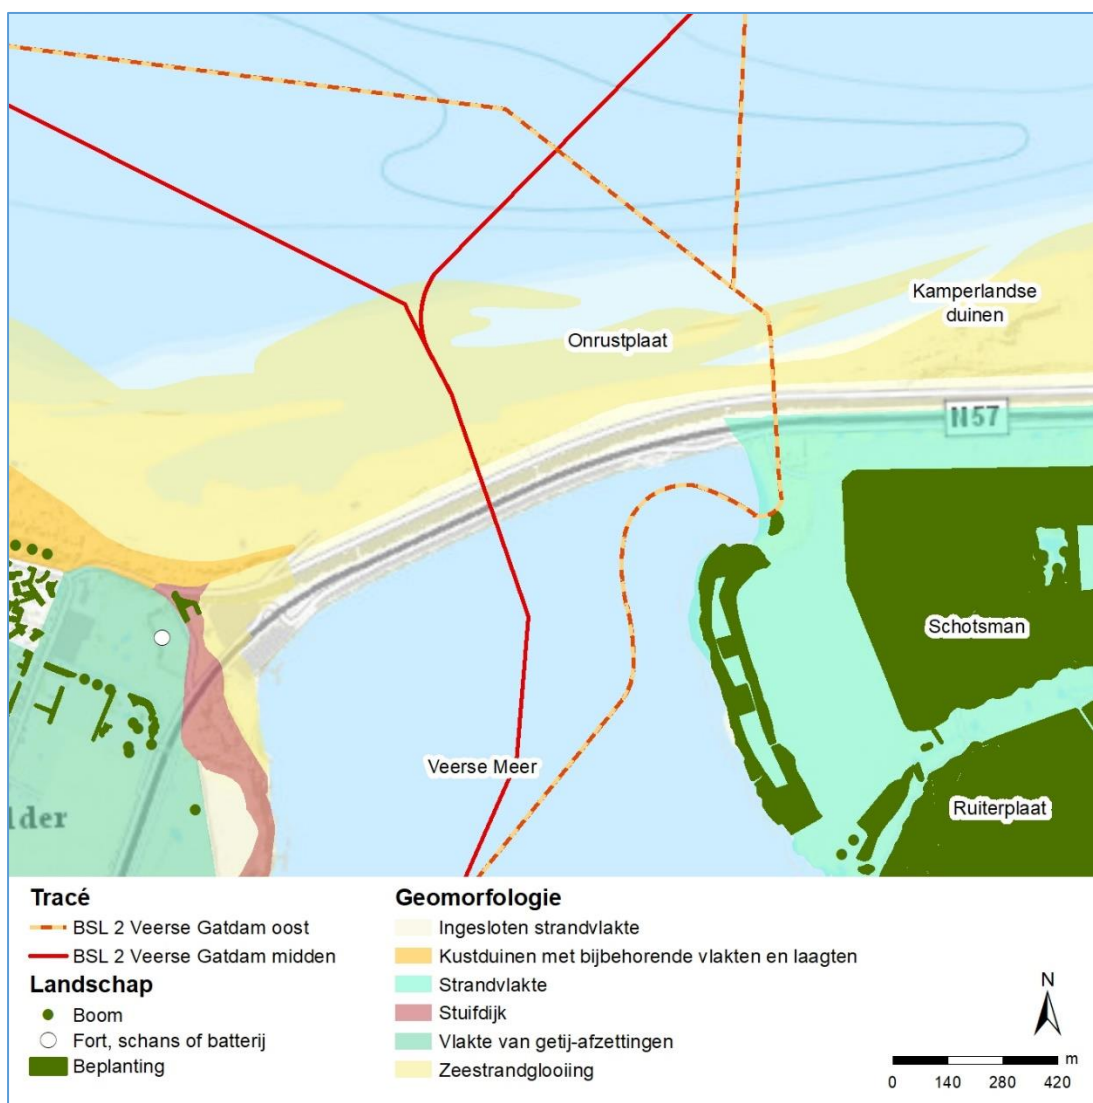 Kamperlandse
duinen
Onrustplaat
N57
Schotsman
Veerse Meer
Ruiterplaat
lder
Tracé
BSL 2 Veerse Gatdam oost
BSL 2 Veerse Gatdam midden
Landschap
Boom
Fort, schans of batterij
Beplanting
Geomorfologie
Ingesloten strandvlakte
Kustduinen met bijbehorende vlakten en laagten
Strandvlakte
Stuifdijk
Vlakte van getij-afzettingen
Zeestrandglooiing
N
m
0 140 280 420